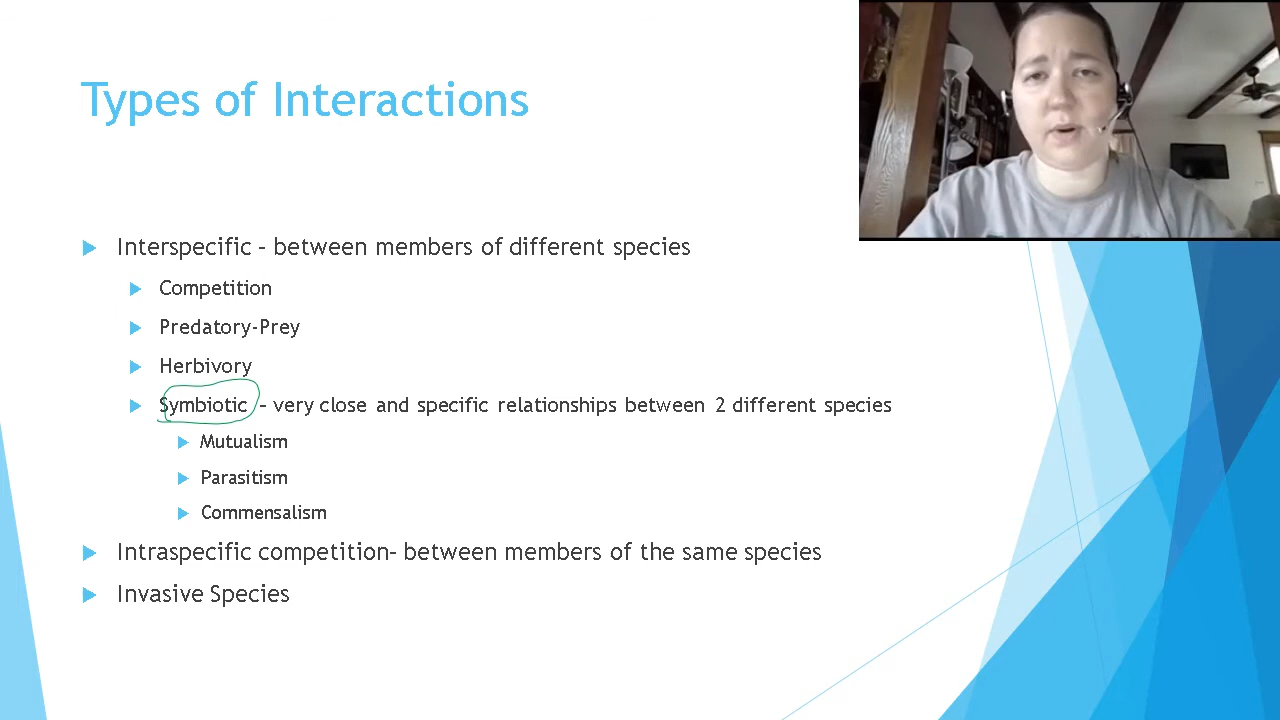 Types of Interactions
Interspecific – between members of different species
Competition
Predatory-Prey
Herbivory
Symbiotic – very close and specific relationships between 2 different species
Mutualism
Parasitism
Commensalism
Intraspecific competition– between members of the same species
Invasive Species